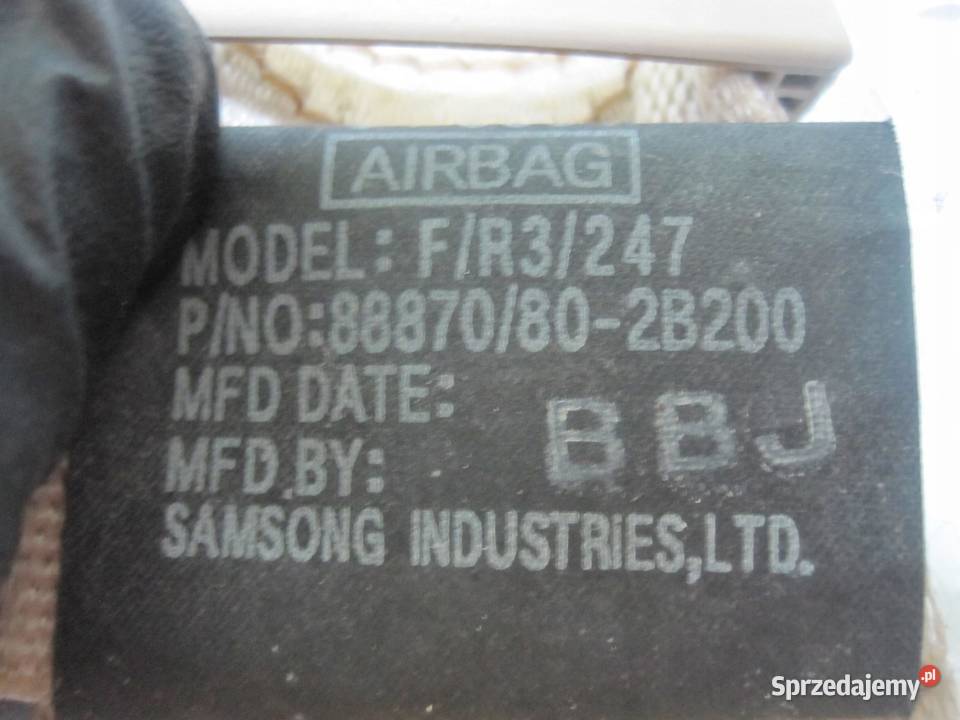 AIRBAG
MODEL: F/R3/247
P/NO:88870/80-2B200
MFD DATE:
BBJ
MFD BY:
SAMSONG INDUSTRIES,LTD.
Sprzedajemy.pl